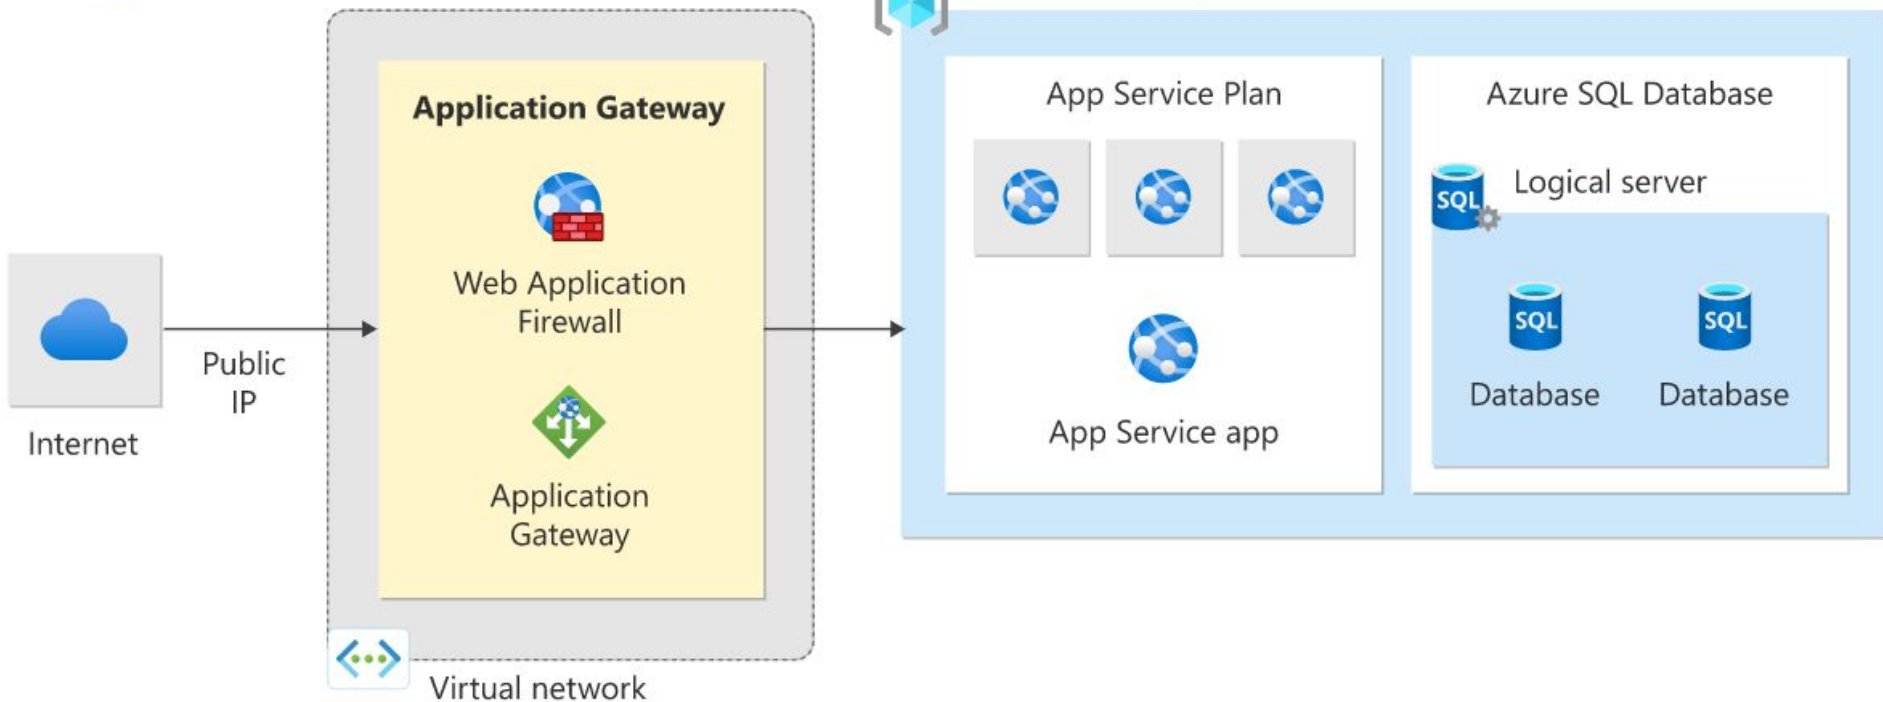 Internet
Public
IP
Application Gateway
Web Application
Firewall
Application
Gateway
Virtual network
App Service Plan
App Service app
Azure SQL Database
SQL
Logical server
SQL
SQL
Database
Database